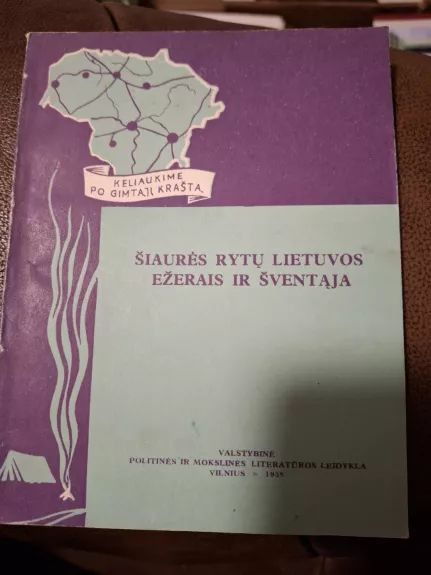 KELIAUKIME
PO GIMTĄJĮ KRAŠTĄ
ŠIAURĖS RYTŲ LIETUVOS
EŽERAIS IR ŠVENTĄJA
VALSTYBINĖ
POLITINĖS IR MOKSLINĖS LITERATŪROS LEIDYKLA
VILNIUS